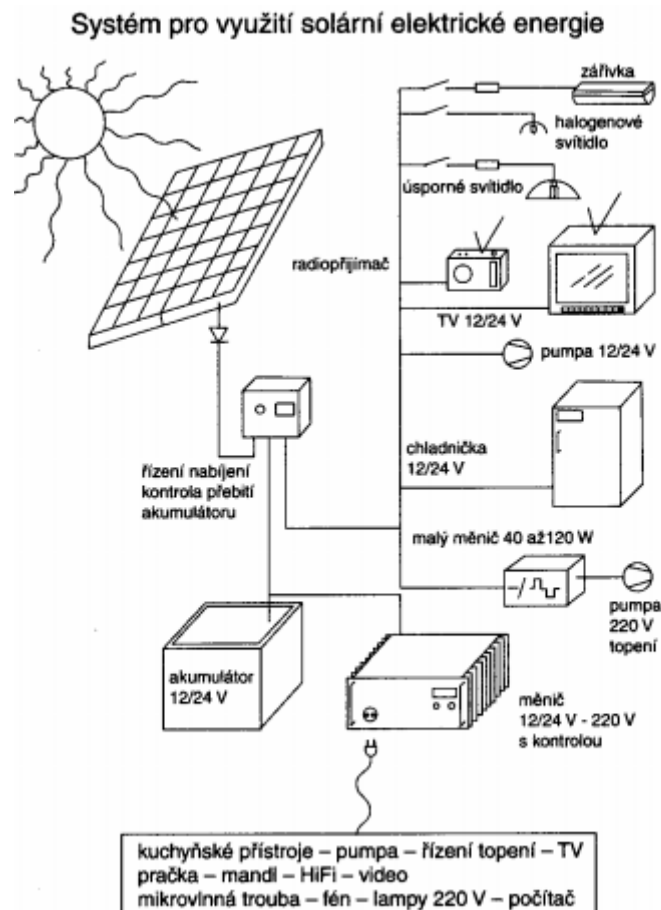 Systém pro využití solární elektrické energie
zářivka
halogenové
svítidlo
úsporné svítidlo
radiopřijímač
TV 12/24 V
pumpa 12/24 V
chladnička
12/24 V
řízení nabíjení
kontrola přebití
akumulátoru
malý měnič 40 až120 W
pumpa
220 V
topení
akumulátor
12/24 V
měnič
12/24 V - 220 V
s kontrolou
kuchyňské přístroje – pumpa – řízení topení – TV
pračka – mandl – HiFi – video
mikrovlnná trouba – fén – lampy 220 V – počítač